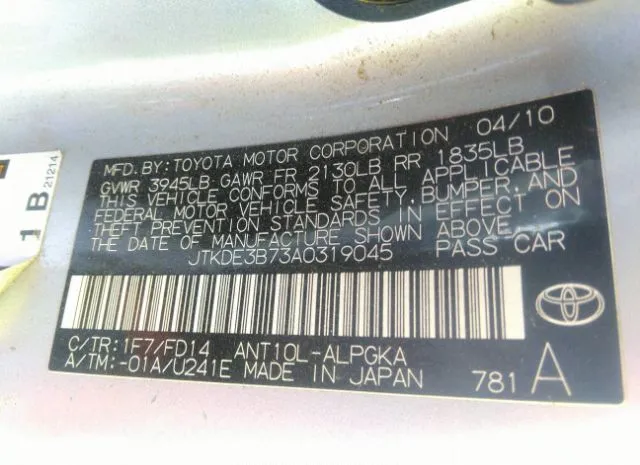 MFD. BY: TOYOTA MOTOR CORPORATION 04/10
GVWR 3945LB GAWR FR 2130LB RR 1835LB
THIS VEHICLE CONFORMS TO ALL APPLICABLE
FEDERAL MOTOR VEHICLE SAFETY, BUMPER, AND
THEFT PREVENTION STANDARDS IN EFFECT ON
THE DATE OF MANUFACTURE SHOWN ABOVE.
JTKDE3B73A0319045 PASS CAR
C/TR: 1F7/FD14 ANT10L-ALPGKA
A/TM: -01A/U241E MADE IN JAPAN 781 A
1 B
21214